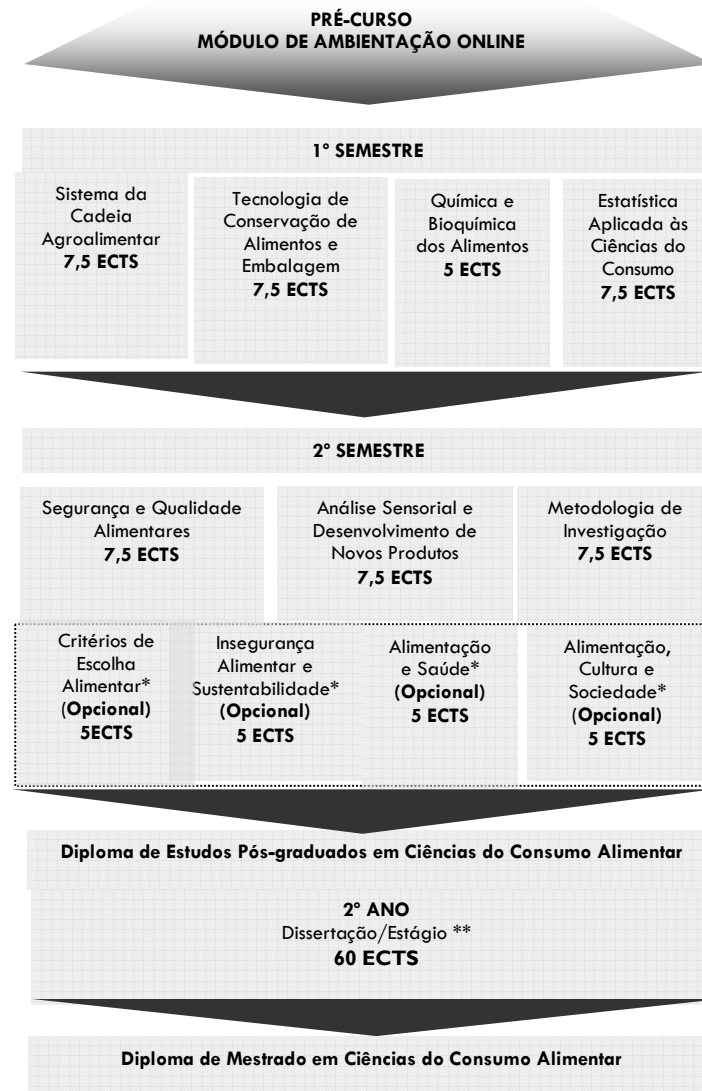 PRÉ-CURSO
MÓDULO DE AMBIENTAÇÃO ONLINE
1º SEMESTRE
Sistema da
Cadeia
Agroalimentar
7,5 ECTS
Tecnologia de
Conservação de
Alimentos e
Embalagem
7,5 ECTS
Química e
Bioquímica
dos Alimentos
5 ECTS
Estatística
Aplicada às
Ciências do
Consumo
7,5 ECTS
2º SEMESTRE
Segurança e Qualidade
Alimentares
7,5 ECTS
Análise Sensorial e
Desenvolvimento de
Novos Produtos
7,5 ECTS
Metodologia de
Investigação
7,5 ECTS
Critérios de
Escolha
Alimentar*
(Opcional)
5ECTS
Insegurança
Alimentar e
Sustentabilidade*
(Opcional)
5 ECTS
Alimentação
e Saúde*
(Opcional)
5 ECTS
Alimentação,
Cultura e
Sociedade*
(Opcional)
5 ECTS
Diploma de Estudos Pós-graduados em Ciências do Consumo Alimentar
2º ANO
Dissertação/Estágio **
60 ECTS
Diploma de Mestrado em Ciências do Consumo Alimentar